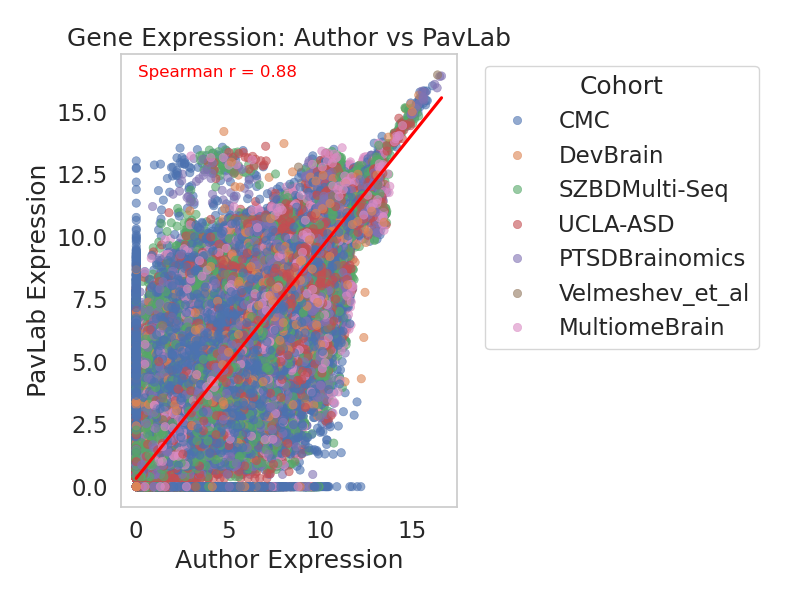 Gene Expression: Author vs PavLab
Spearman r = 0.88
PavLab Expression
15.0
12.5
10.0
7.5
5.0
2.5
0.0
0 5 10 15
Author Expression
Cohort
CMC
DevBrain
SZBDMulti-Seq
UCLA-ASD
PTSDBrainomics
Velmeshev_et_al
MultiomeBrain